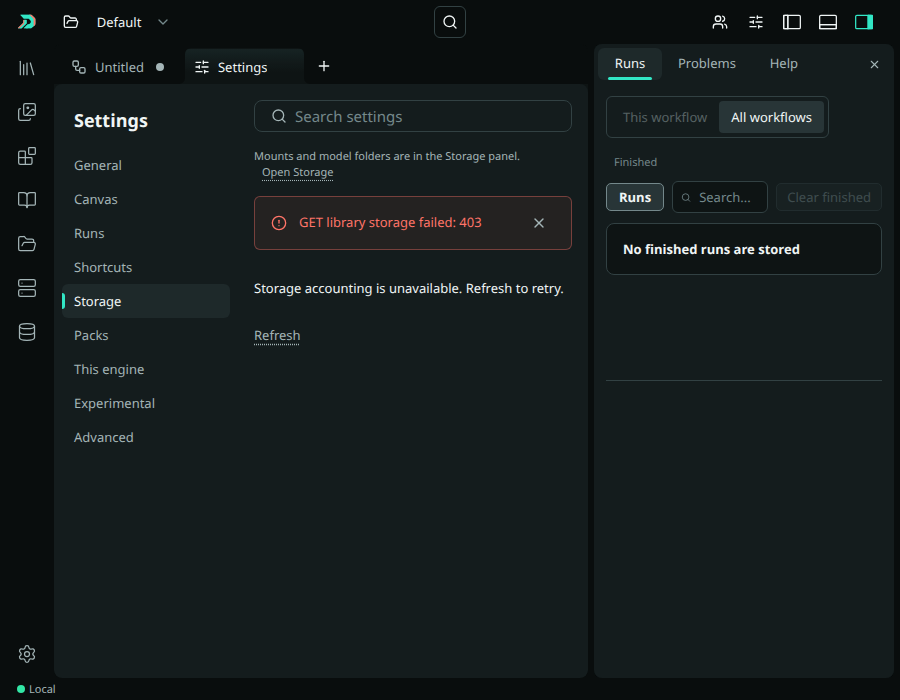 Default
Untitled
Settings
Settings
General
Canvas
Runs
Shortcuts
Storage
Packs
This engine
Experimental
Advanced
Search settings
Mounts and model folders are in the Storage panel.
Open Storage
GET library storage failed: 403
Storage accounting is unavailable. Refresh to retry.
Refresh
Runs
Problems
Help
This workflow
All workflows
Finished
Runs
Search...
Clear finished
No finished runs are stored
Local